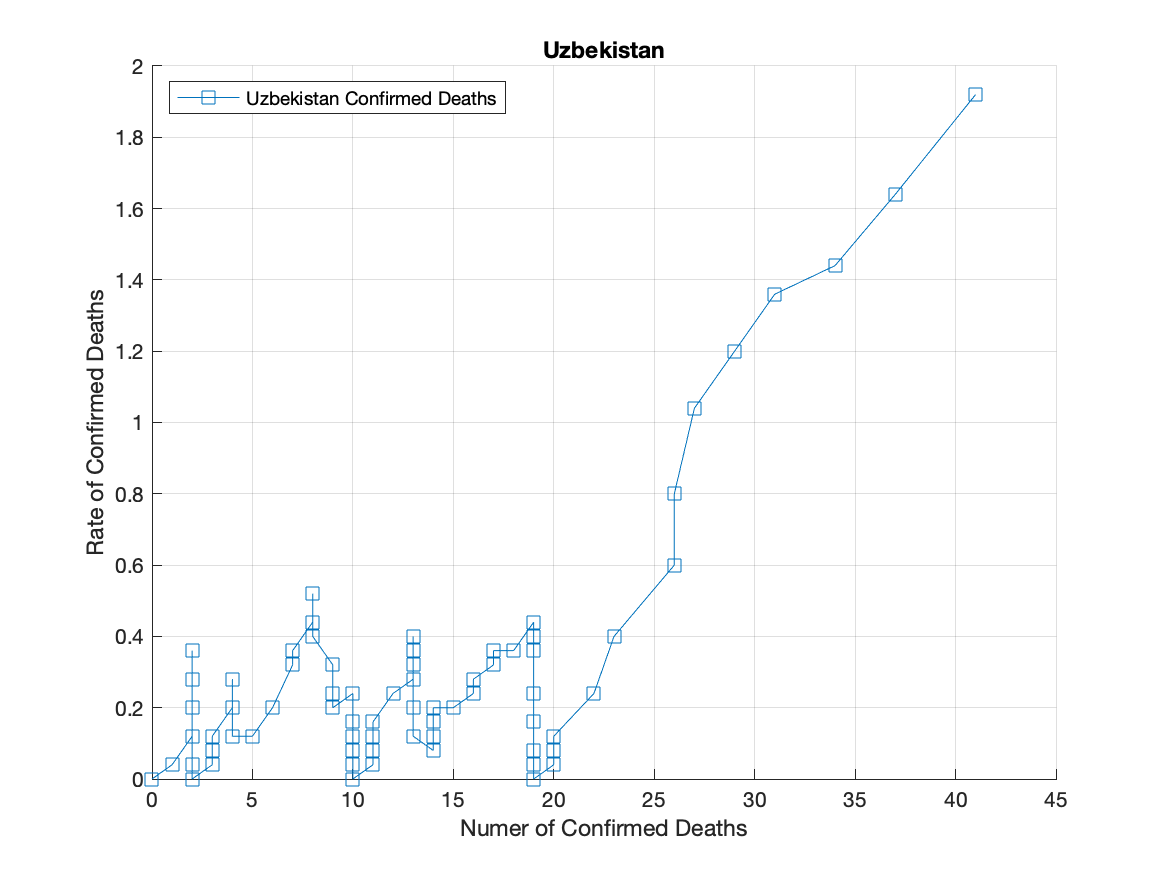 Uzbekistan
Uzbekistan Confirmed Deaths
2
1.8
1.6
1.4
1.2
1
0.8
0.6
0.4
0.2
0
Rate of Confirmed Deaths
0 5 10 15 20 25 30 35 40 45
Numer of Confirmed Deaths